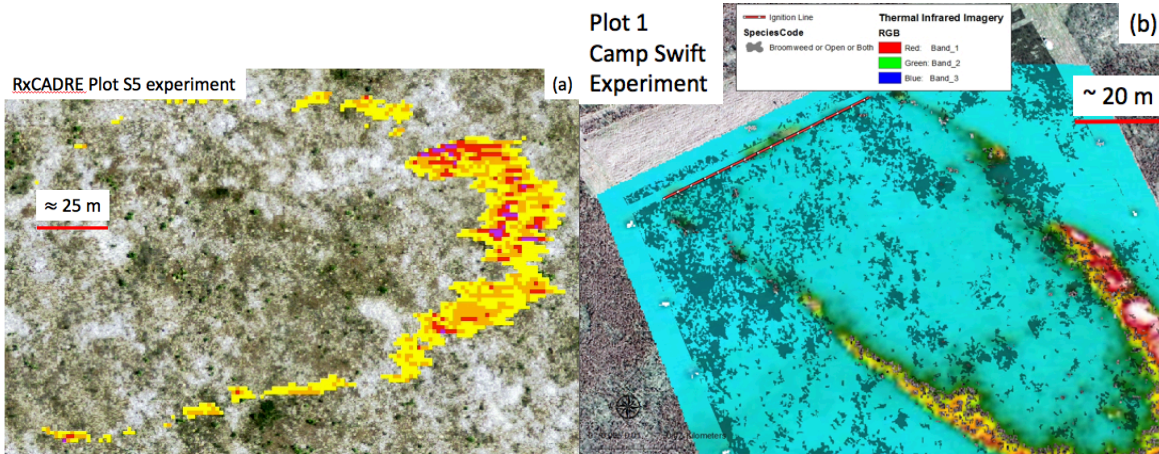 RxCADRE Plot S5 experiment
(a)
≈ 25 m
Plot 1
Camp Swift
Experiment
Ignition Line
SpeciesCode
Broomweed or Open or Both
Thermal Infrared Imagery
RGB
Red: Band_1
Green: Band_2
Blue: Band_3
(b)
~ 20 m
Kilometers